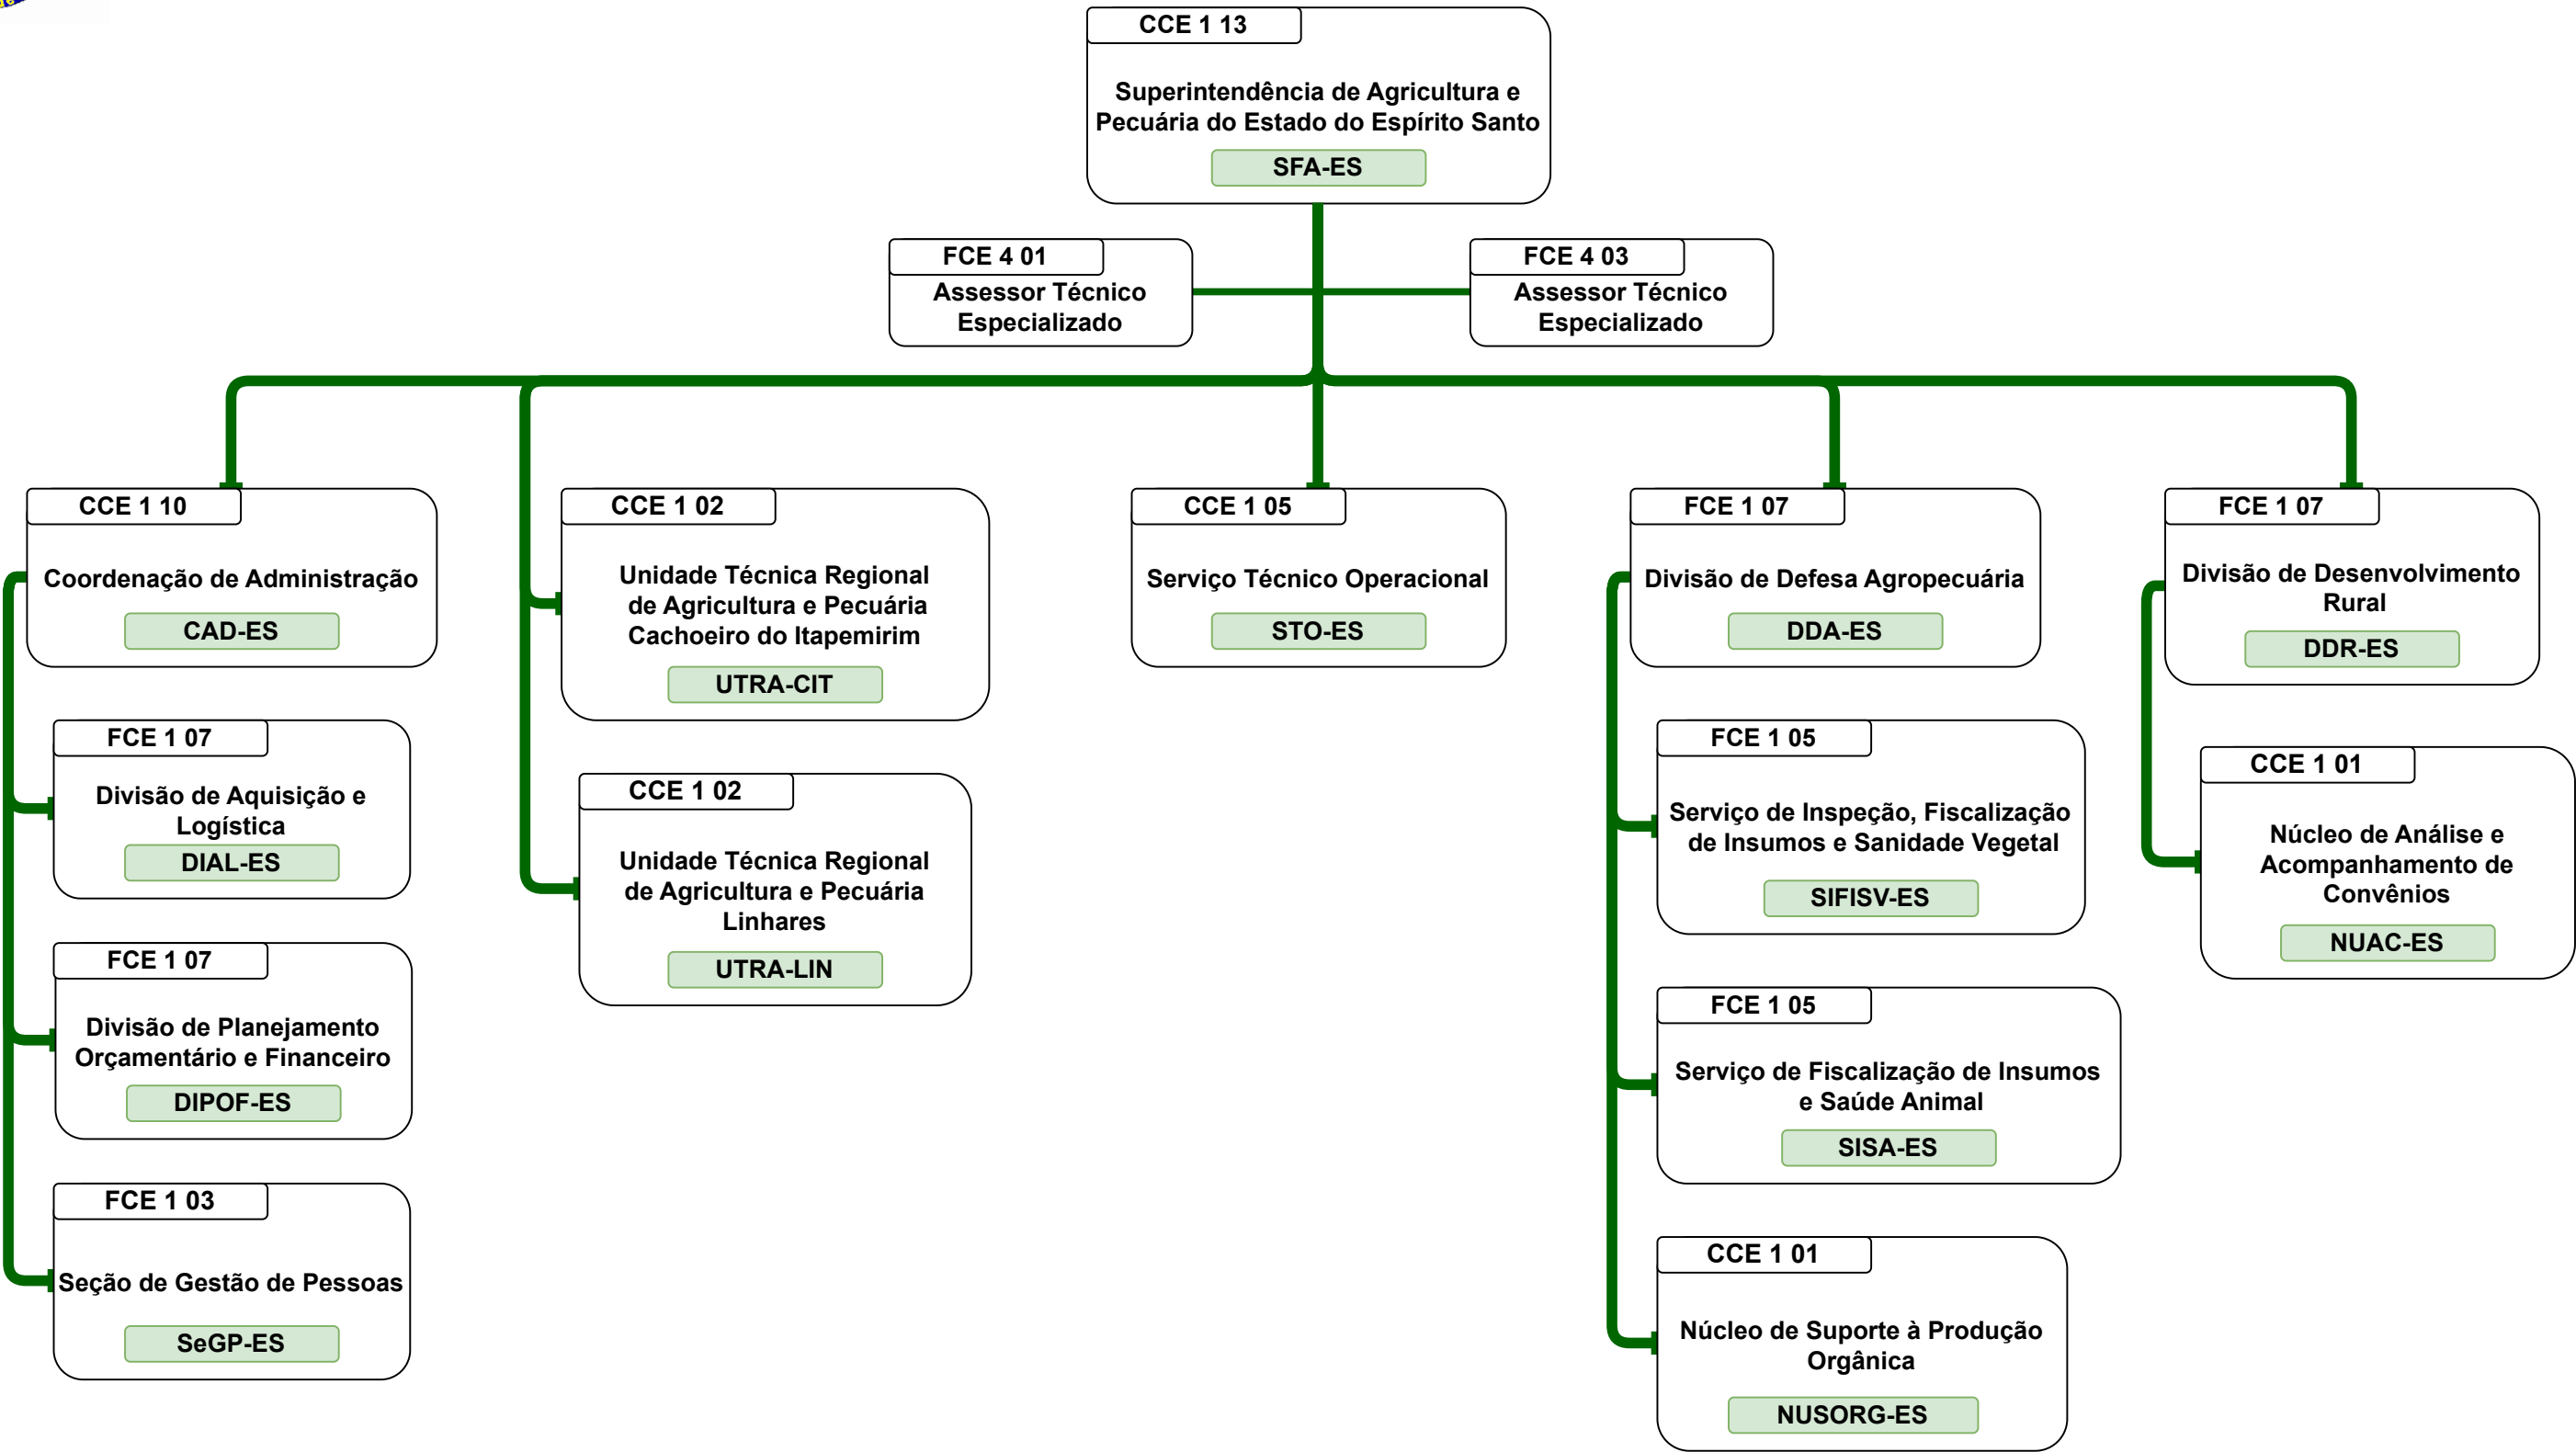 CCE 1 13
Superintendência de Agricultura e
Pecuária do Estado do Espírito Santo
SFA-ES
FCE 4 01
Assessor Técnico
Especializado
FCE 4 03
Assessor Técnico
Especializado
CCE 1 10
Coordenação de Administração
CAD-ES
FCE 1 07
Divisão de Aquisição e
Logística
DIAL-ES
FCE 1 07
Divisão de Planejamento
Orçamentário e Financeiro
DIPOF-ES
FCE 1 03
Seção de Gestão de Pessoas
SeGP-ES
CCE 1 02
Unidade Técnica Regional
de Agricultura e Pecuária
Cachoeiro do Itapemirim
UTRA-CIT
CCE 1 02
Unidade Técnica Regional
de Agricultura e Pecuária
Linhares
UTRA-LIN
CCE 1 05
Serviço Técnico Operacional
STO-ES
FCE 1 07
Divisão de Defesa Agropecuária
DDA-ES
FCE 1 05
Serviço de Inspeção, Fiscalização
de Insumos e Sanidade Vegetal
SIFISV-ES
FCE 1 05
Serviço de Fiscalização de Insumos
e Saúde Animal
SISA-ES
CCE 1 01
Núcleo de Suporte à Produção
Orgânica
NUSORG-ES
FCE 1 07
Divisão de Desenvolvimento
Rural
DDR-ES
CCE 1 01
Núcleo de Análise e
Acompanhamento de
Convênios
NUAC-ES